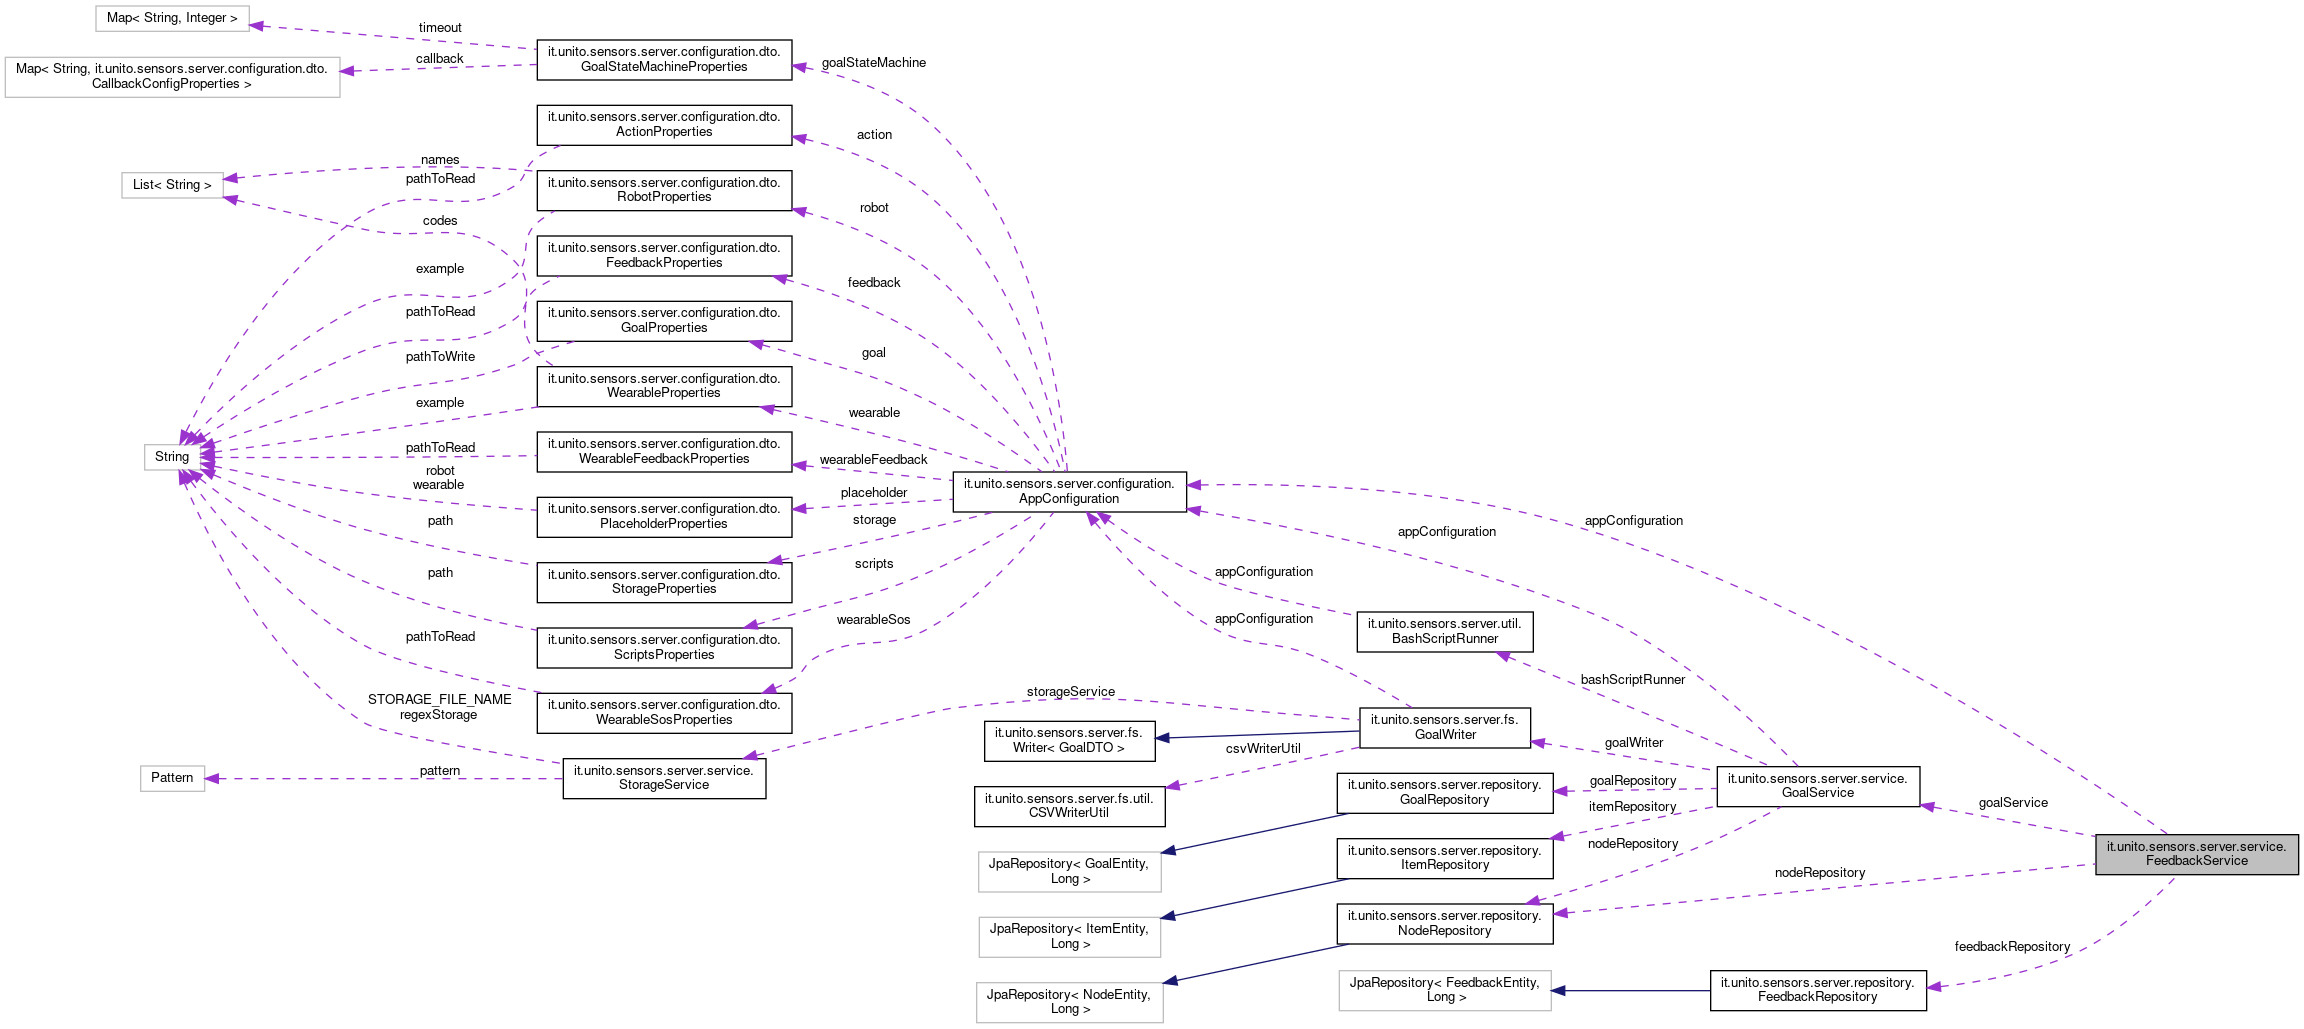 Map< String, Integer >
timeout
it.unito.sensors.server.configuration.dto.
GoalStateMachineProperties
callback
Map< String, it.unito.sensors.server.configuration.dto.
CallbackConfigProperties >
goalStateMachine
it.unito.sensors.server.configuration.dto.
ActionProperties
action
names
pathToRead
List< String >
it.unito.sensors.server.configuration.dto.
RobotProperties
robot
codes
it.unito.sensors.server.configuration.dto.
FeedbackProperties
example
feedback
pathToRead
it.unito.sensors.server.configuration.dto.
GoalProperties
pathToWrite
goal
it.unito.sensors.server.configuration.dto.
WearableProperties
example
wearable
String
pathToRead
it.unito.sensors.server.configuration.dto.
WearableFeedbackProperties
wearableFeedback
robot
wearable
it.unito.sensors.server.configuration.dto.
PlaceholderProperties
placeholder
it.unito.sensors.server.configuration.
AppConfiguration
path
storage
appConfiguration
appConfiguration
it.unito.sensors.server.configuration.dto.
StorageProperties
path
scripts
appConfiguration
it.unito.sensors.server.configuration.dto.
ScriptsProperties
pathToRead
wearableSos
appConfiguration
it.unito.sensors.server.util.
BashScriptRunner
bashScriptRunner
STORAGE_FILE_NAME
regexStorage
it.unito.sensors.server.configuration.dto.
WearableSosProperties
storageService
it.unito.sensors.server.fs.
Writer< GoalDTO >
it.unito.sensors.server.fs.
GoalWriter
goalWriter
csvWriterUtil
Pattern
pattern
it.unito.sensors.server.service.
StorageService
it.unito.sensors.server.fs.util.
CSVWriterUtil
it.unito.sensors.server.repository.
GoalRepository
goalRepository
it.unito.sensors.server.service.
GoalService
itemRepository
goalService
nodeRepository
it.unito.sensors.server.repository.
ItemRepository
JpaRepository< GoalEntity,
Long >
it.unito.sensors.server.service.
FeedbackService
nodeRepository
JpaRepository< ItemEntity,
Long >
it.unito.sensors.server.repository.
NodeRepository
feedbackRepository
JpaRepository< NodeEntity,
Long >
JpaRepository< FeedbackEntity,
Long >
it.unito.sensors.server.repository.
FeedbackRepository